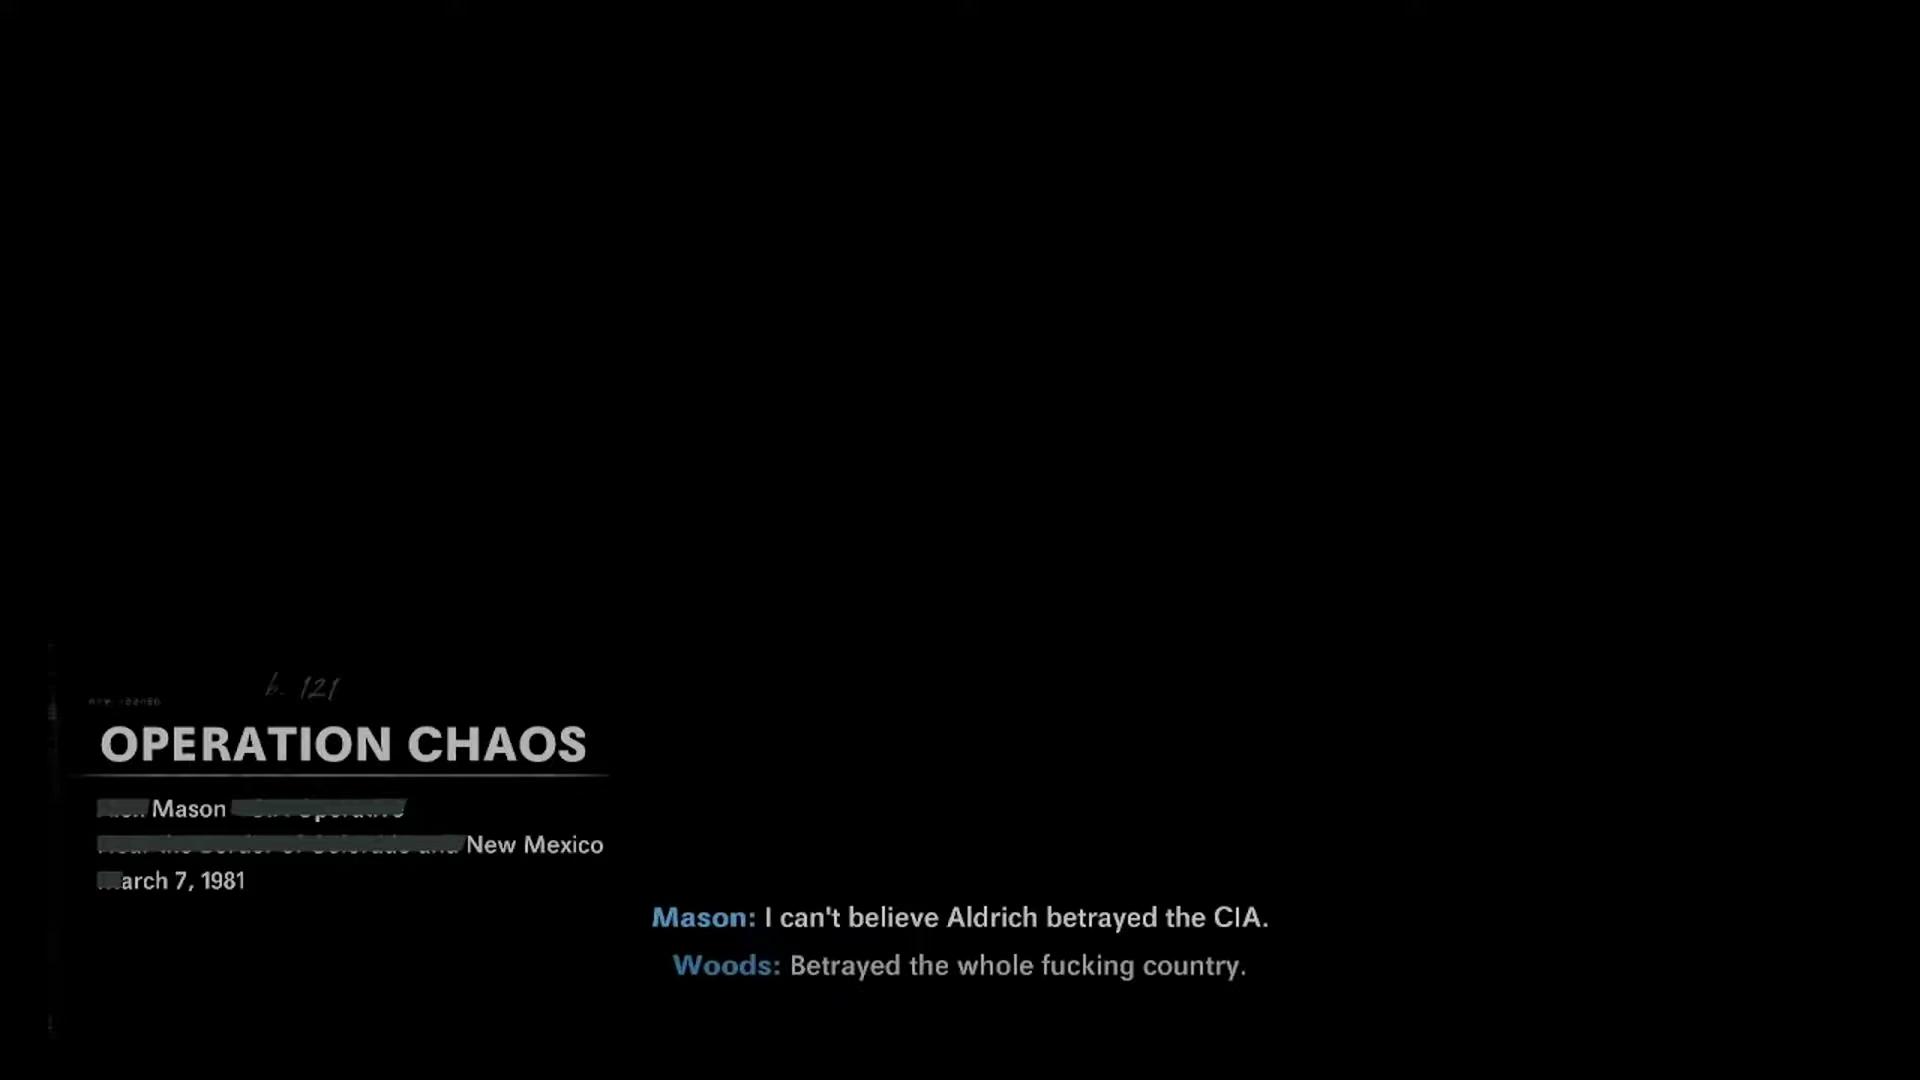 b. 121
OPERATION CHAOS
Mason
New Mexico
arch 7, 1981
Mason: I can't believe Aldrich betrayed the CIA.
Woods: Betrayed the whole fucking country.